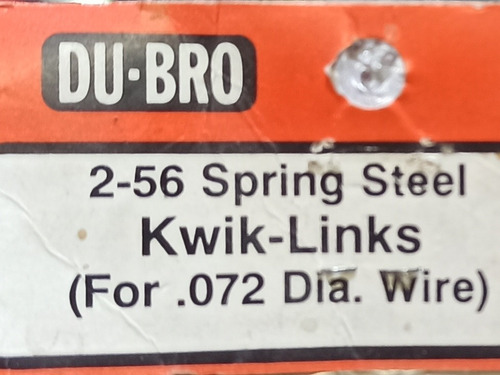 DU-BRO
2-56 Spring Steel
Kwik-Links
(For .072 Dia. Wire)